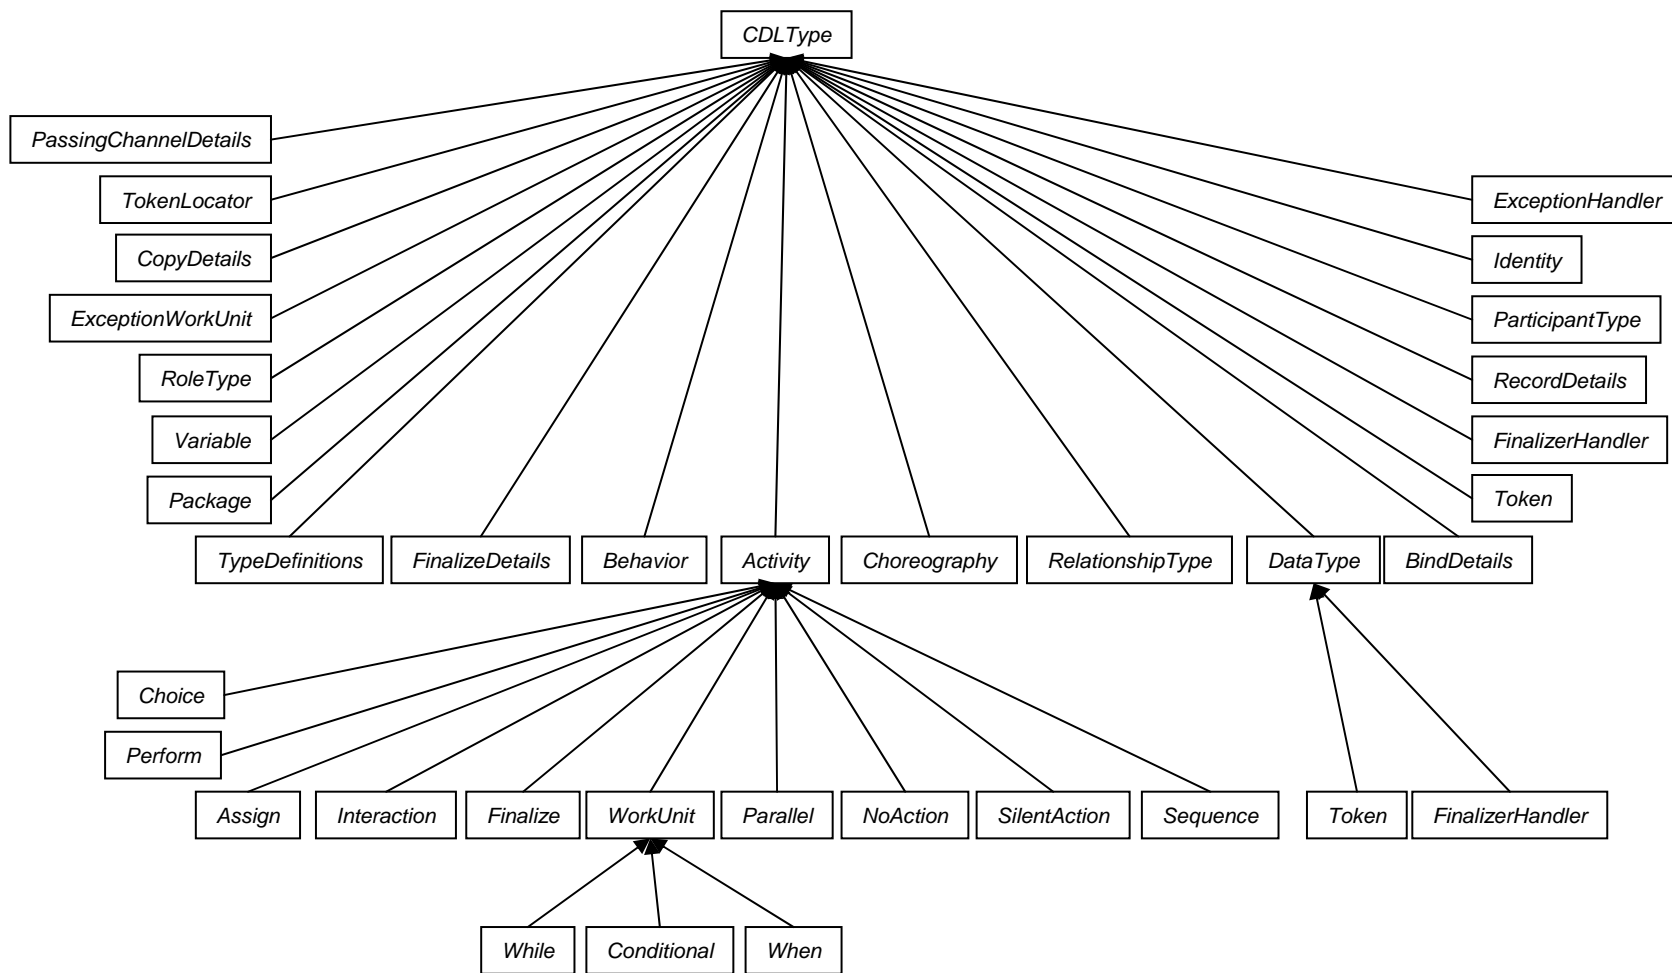 CDLType
PassingChannelDetails
TokenLocator
ExceptionHandler
CopyDetails
Identity
ExceptionWorkUnit
ParticipantType
RoleType
RecordDetails
Variable
FinalizerHandler
Package
Token
TypeDefinitions
FinalizeDetails
Behavior
Activity
Choreography
RelationshipType
DataType
BindDetails
Choice
Perform
Assign
Interaction
Finalize
WorkUnit
Parallel
NoAction
SilentAction
Sequence
Token
FinalizerHandler
While
Conditional
When